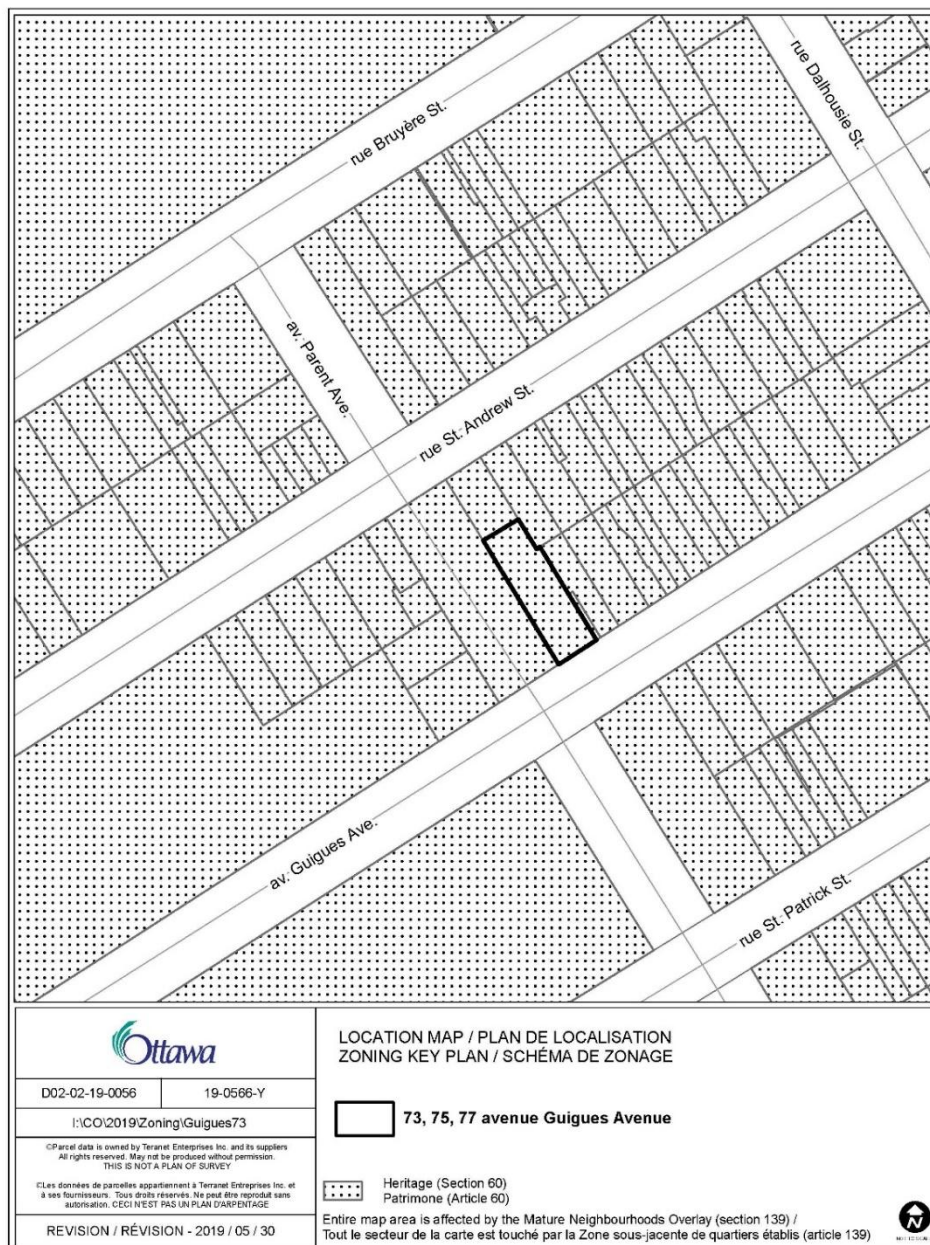 rue Dalhousie St.
rue Bruyère St.
av. Parent Ave.
rue St. Andrew St.
av. Guigues Ave.
rue St. Patrick St.
Ottawa
D02-02-19-0056
19-0566-Y
I:\CO\2019\Zoning\Guigues73
©Parcel data is owned by Teranet Enterprises Inc. and its suppliers
All rights reserved. May not be produced without permission.
THIS IS NOT A PLAN OF SURVEY
©Les données de parcelles appartiennent à Terranet Entreprises Inc. et
à ses fournisseurs. Tous droits réservés. Ne peut être reproduit sans
autorisation. CECI N'EST PAS UN PLAN D'ARPENTAGE
REVISION / RÉVISION - 2019 / 05 / 30
LOCATION MAP / PLAN DE LOCALISATION
ZONING KEY PLAN / SCHÉMA DE ZONAGE
73, 75, 77 avenue Guigues Avenue
Heritage (Section 60)
Patrimone (Article 60)
Entire map area is affected by the Mature Neighbourhoods Overlay (section 139) /
Tout le secteur de la carte est touché par la Zone sous-jacente de quartiers établis (article 139)
N